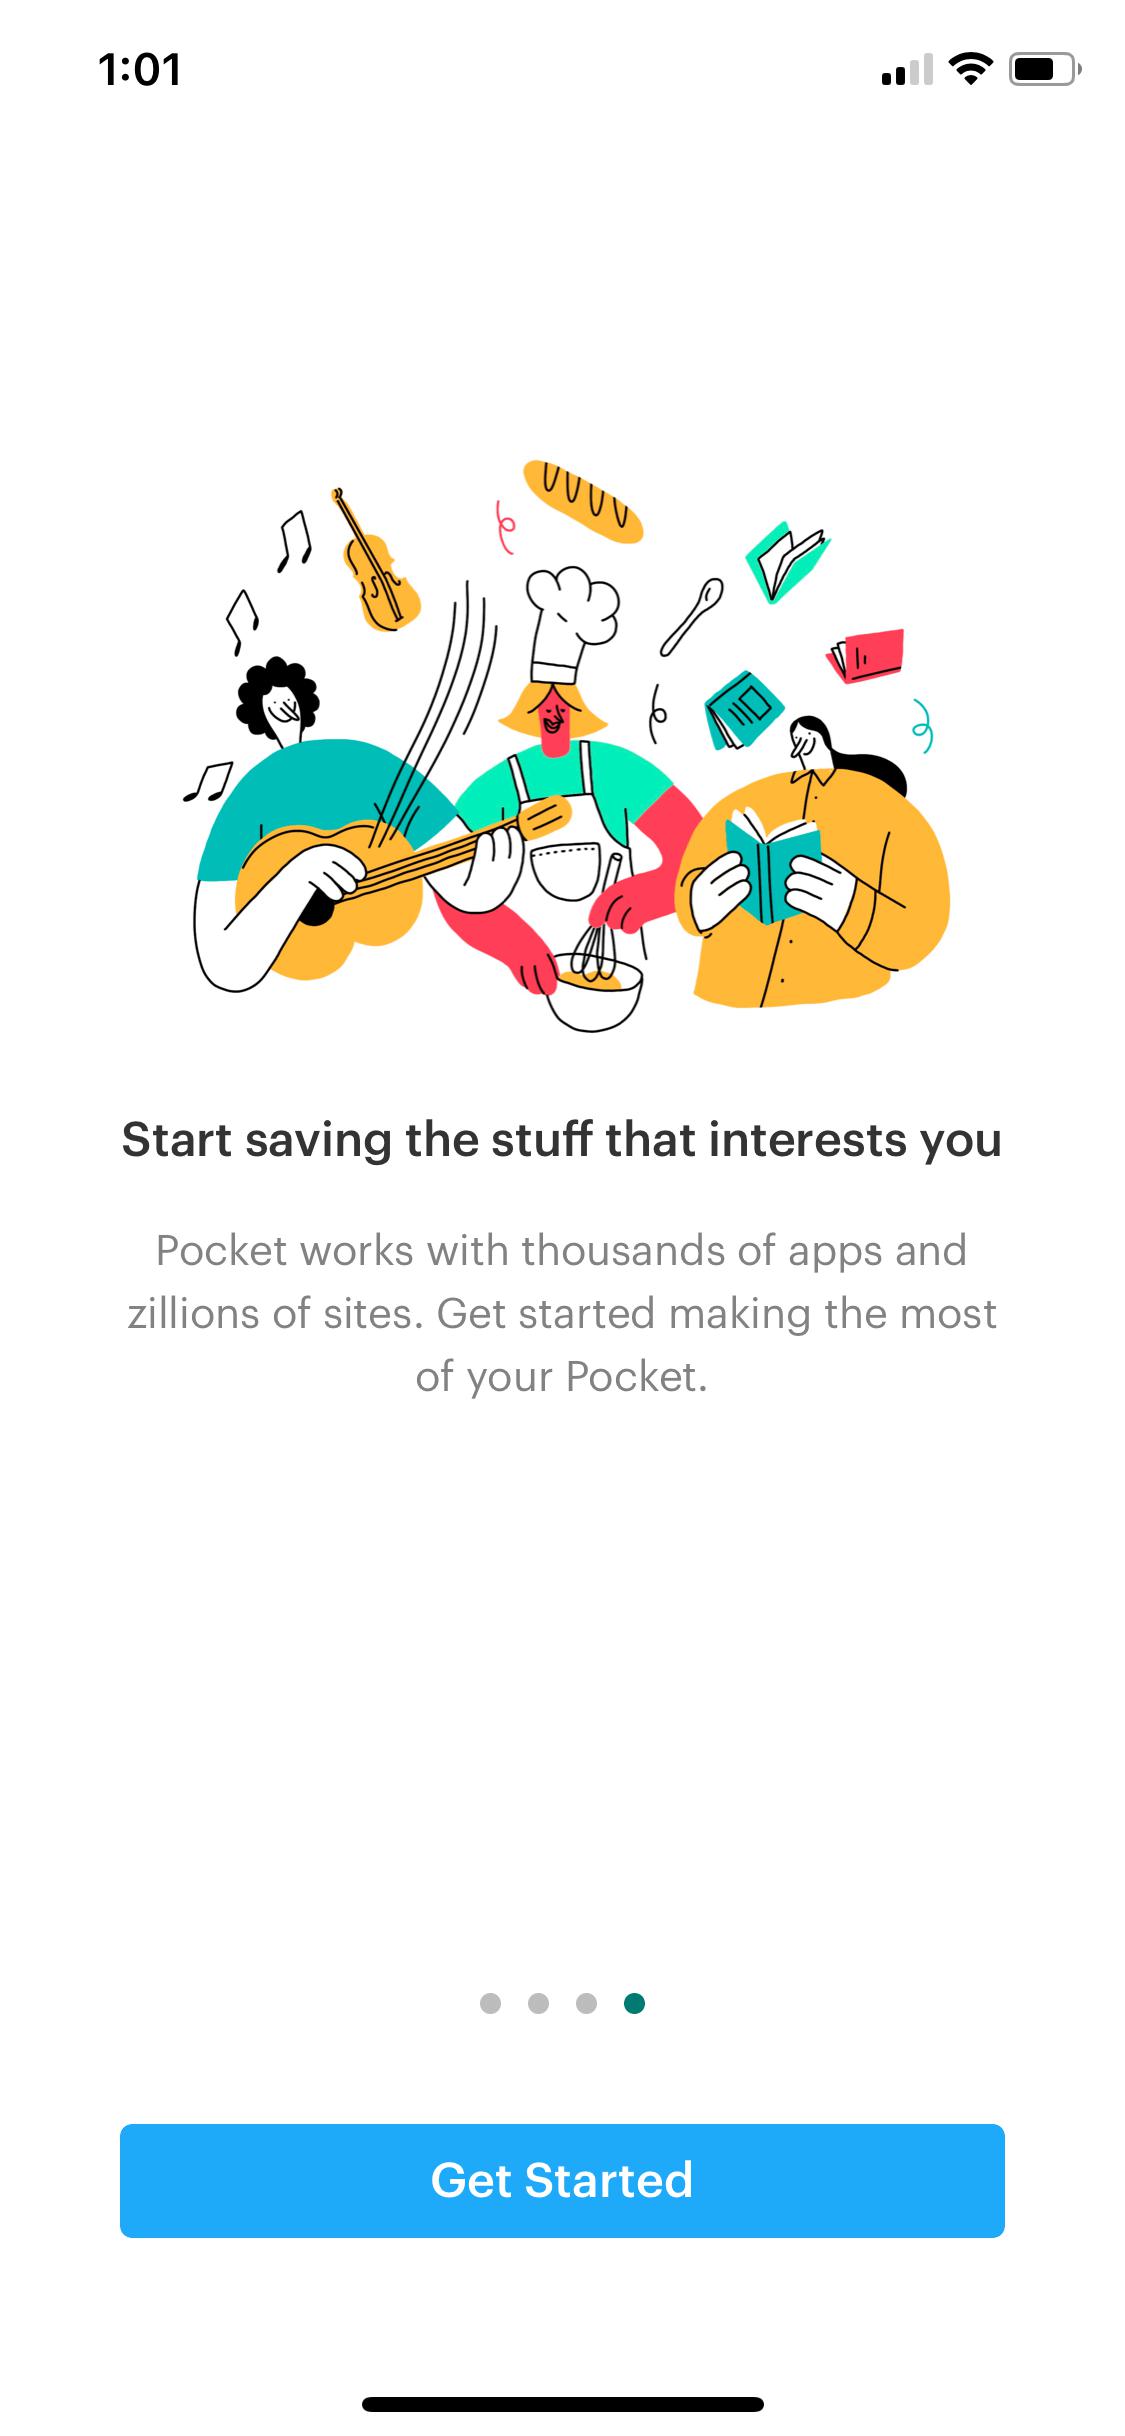 1:01
Start saving the stuff that interests you
Pocket works with thousands of apps and
zillions of sites. Get started making the most
of your Pocket.
Get Started